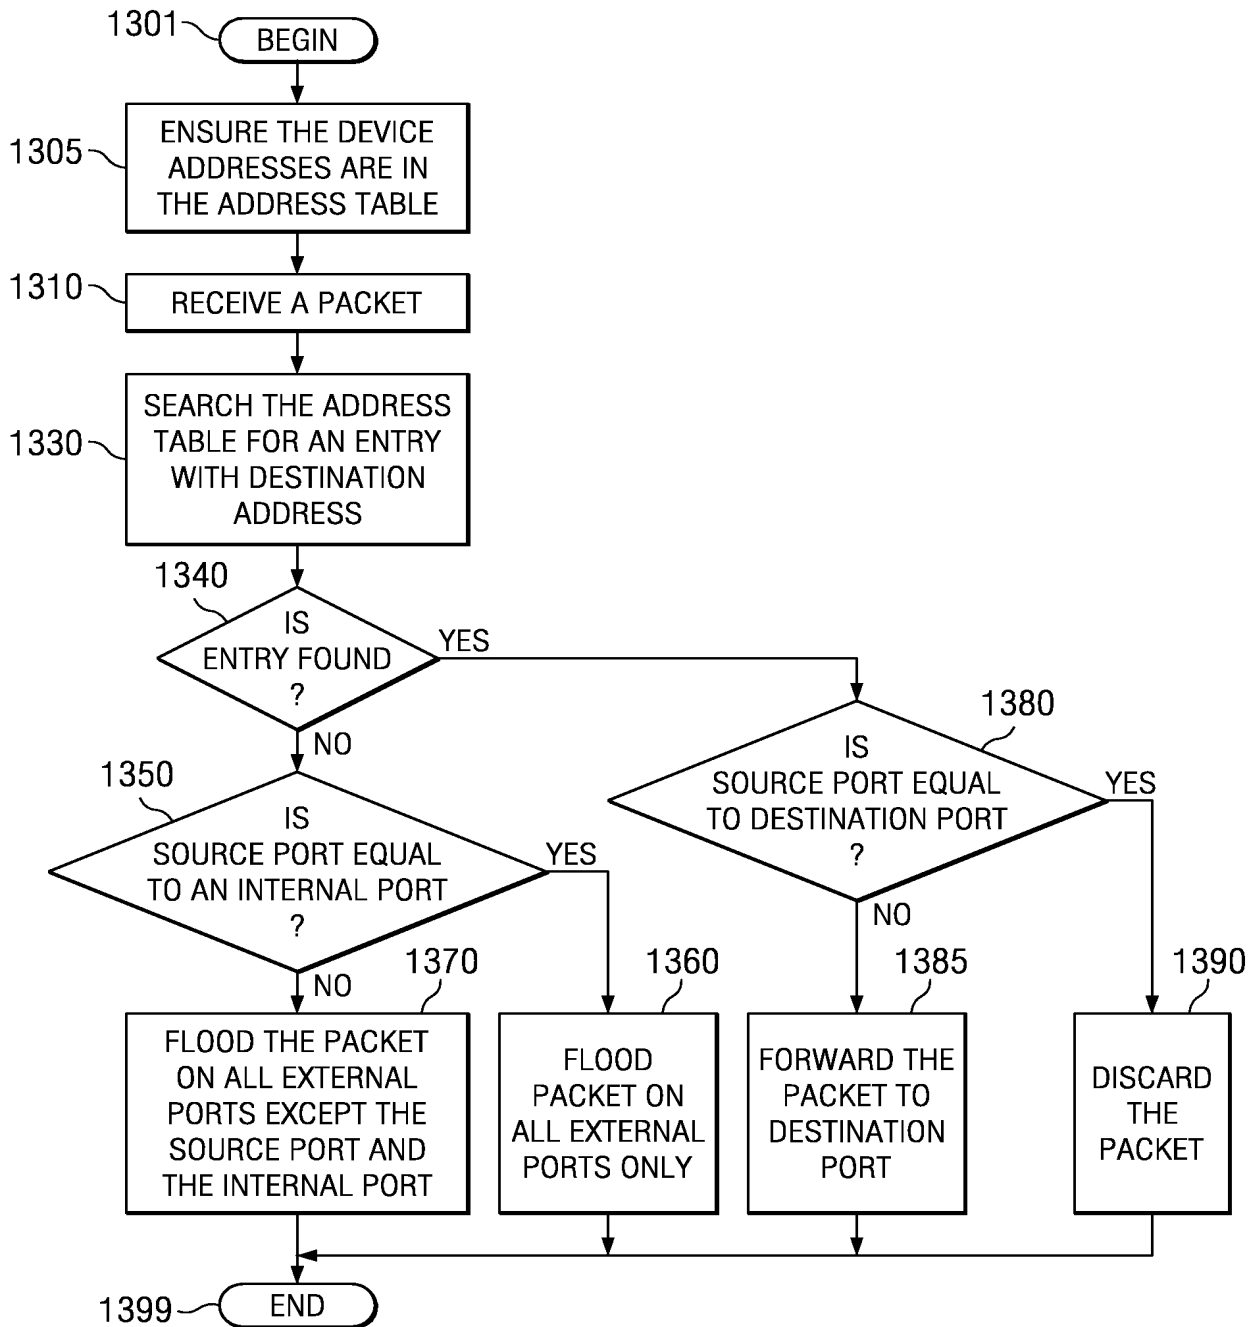 1301
BEGIN
1305
ENSURE THE DEVICE
ADDRESSES ARE IN
THE ADDRESS TABLE
1310
RECEIVE A PACKET
1330
SEARCH THE ADDRESS
TABLE FOR AN ENTRY
WITH DESTINATION
ADDRESS
1340
IS
ENTRY FOUND
?
YES
NO
1380
IS
SOURCE PORT EQUAL
TO DESTINATION PORT
?
YES
NO
1350
IS
SOURCE PORT EQUAL
TO AN INTERNAL PORT
?
YES
NO
1370
FLOOD THE PACKET
ON ALL EXTERNAL
PORTS EXCEPT THE
SOURCE PORT AND
THE INTERNAL PORT
1360
FLOOD
PACKET ON
ALL EXTERNAL
PORTS ONLY
1385
FORWARD THE
PACKET TO
DESTINATION
PORT
1390
DISCARD
THE
PACKET
1399
END